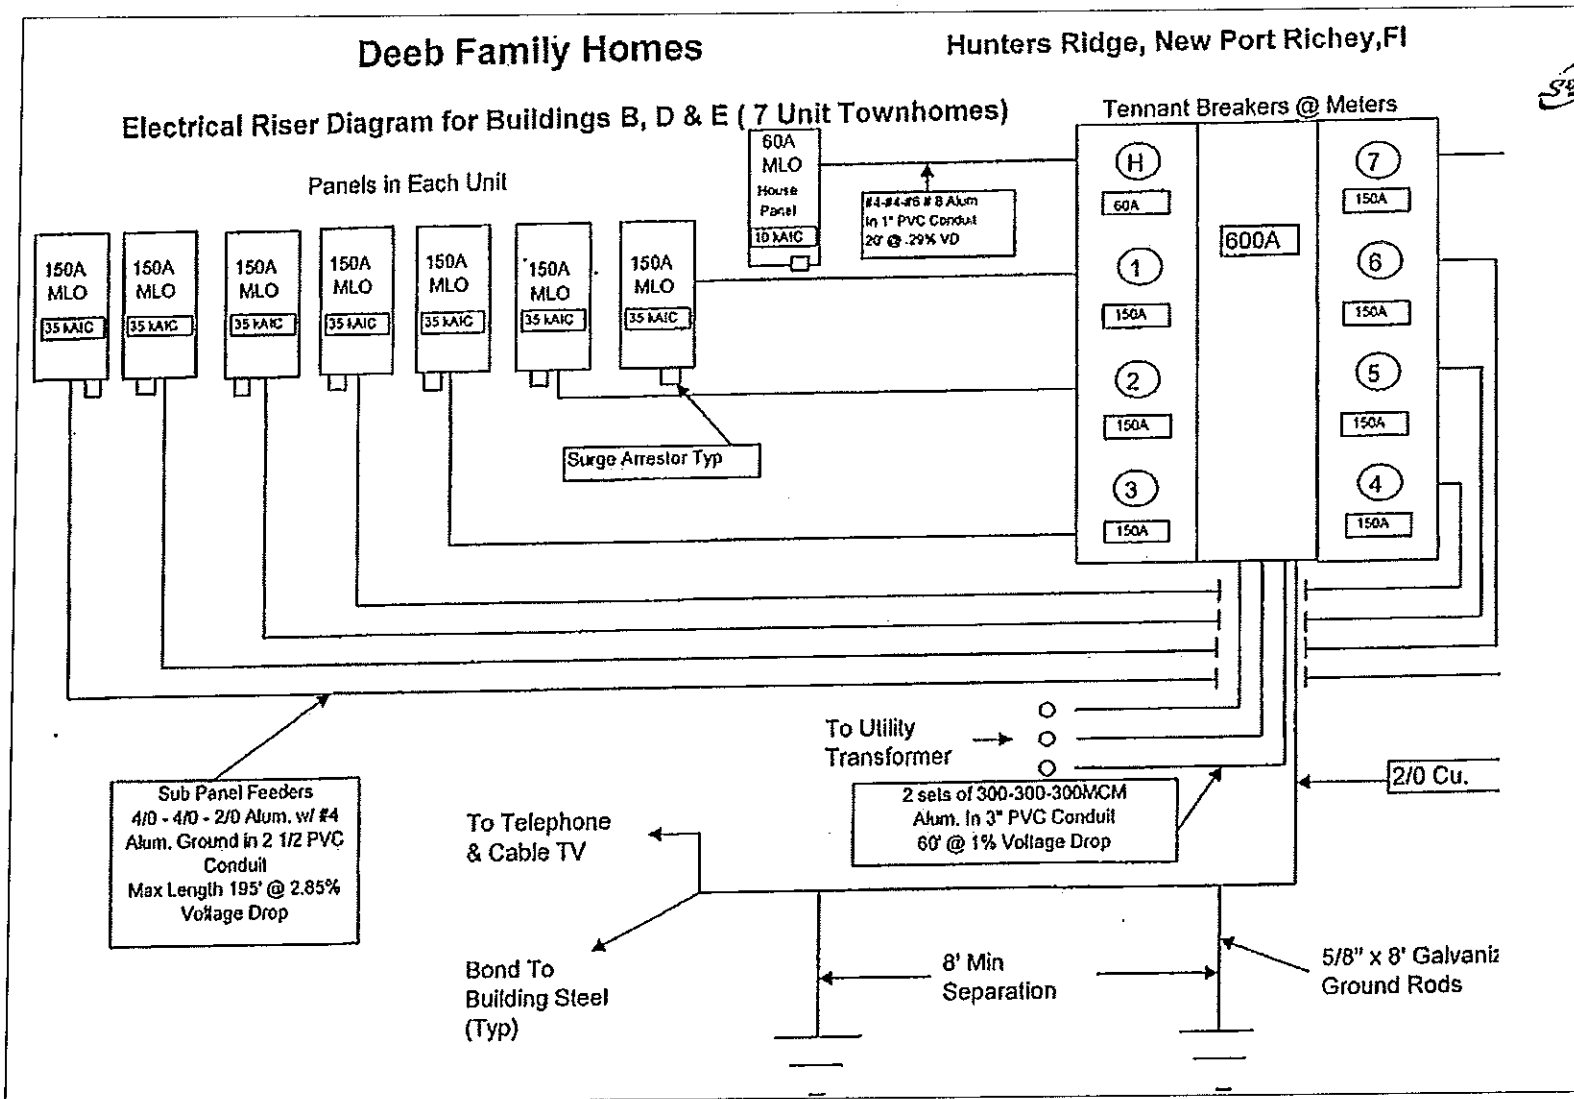 Deeb Family Homes
Hunters Ridge, New Port Richey,Fl
Electrical Riser Diagram for Buildings B, D & E ( 7 Unit Townhomes)
Tennant Breakers @ Meters
Panels in Each Unit
60A
MLO
House
Panel
10 kAIC
#4-#4-#6 # 8 Alum
In 1" PVC Conduit
20' @ .29% VD
150A
MLO
35 kAIC
150A
MLO
35 kAIC
150A
MLO
35 kAIC
150A
MLO
35 kAIC
150A
MLO
35 kAIC
150A
MLO
35 kAIC
150A
MLO
35 kAIC
H
60A
1
150A
2
150A
3
150A
600A
7
150A
6
150A
5
150A
4
150A
Surge Arrestor Typ
To Utility
Transformer
2/0 Cu.
Sub Panel Feeders
4/0 - 4/0 - 2/0 Alum. w/ #4
Alum. Ground in 2 1/2 PVC
Conduit
Max Length 195' @ 2.85%
Voltage Drop
2 sets of 300-300-300MCM
Alum. In 3" PVC Conduit
60' @ 1% Voltage Drop
To Telephone
& Cable TV
Bond To
Building Steel
(Typ)
8' Min
Separation
5/8" x 8' Galvaniz
Ground Rods